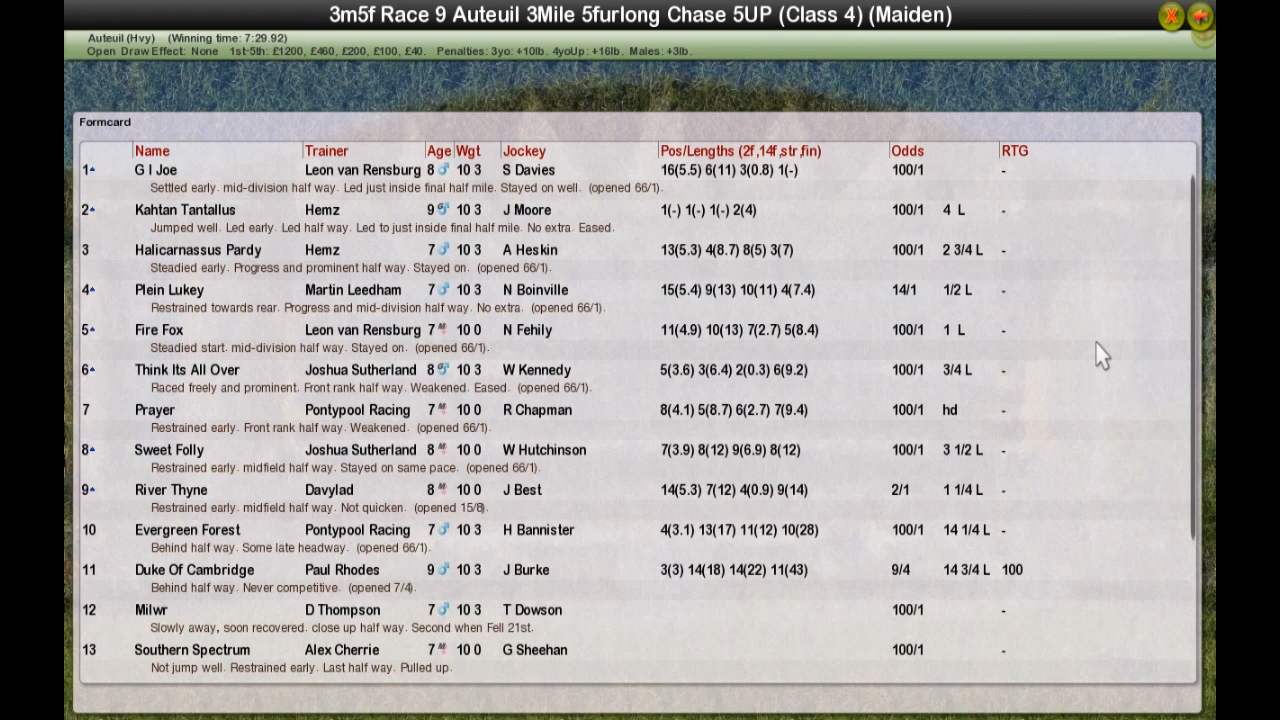 3m5f Race 9 Auteuil 3Mile 5furlong Chase 5UP (Class 4) (Maiden)
Auteuil (Hvy) (Winning time: 7:29.92)
Open Draw Effect: None 1st-5th: £1200, £460, £200, £100, £40. Penalties: 3yo: +10lb. 4yoUp: +16lb. Males: +3lb.
Formcard
Name Trainer Age Wgt Jockey Pos/Lengths (2f,14f,str,fin) Odds RTG
1 G I Joe Leon van Rensburg 8 10 3 S Davies 16(5.5) 6(11) 3(0.8) 1(-) 100/1 -
Settled early. mid-division half way. Led just inside final half mile. Stayed on well. (opened 66/1).
2 Kahtan Tantallus Hemz 9 10 3 J Moore 1(-) 1(-) 1(-) 2(4) 100/1 4 L -
Jumped well. Led early. Led half way. Led to just inside final half mile. No extra. Eased.
3 Halicarnassus Pardy Hemz 7 10 3 A Heskin 13(5.3) 4(8.7) 8(5) 3(7) 100/1 2 3/4 L -
Steadied early. Progress and prominent half way. Stayed on. (opened 66/1).
4 Plein Lukey Martin Leedham 7 10 3 N Boinville 15(5.4) 9(13) 10(11) 4(7.4) 14/1 1/2 L -
Restrained towards rear. Progress and mid-division half way. No extra. (opened 66/1).
5 Fire Fox Leon van Rensburg 7 10 0 N Fehily 11(4.9) 10(13) 7(2.7) 5(8.4) 100/1 1 L -
Steadied start. mid-division half way. Stayed on. (opened 66/1).
6 Think Its All Over Joshua Sutherland 8 10 3 W Kennedy 5(3.6) 3(6.4) 2(0.3) 6(9.2) 100/1 3/4 L -
Raced freely and prominent. Front rank half way. Weakened. Eased. (opened 66/1).
7 Prayer Pontypool Racing 7 10 0 R Chapman 8(4.1) 5(8.7) 6(2.7) 7(9.4) 100/1 hd -
Restrained early. Front rank half way. Weakened. (opened 66/1).
8 Sweet Folly Joshua Sutherland 8 10 0 W Hutchinson 7(3.9) 8(12) 9(6.9) 8(12) 100/1 3 1/2 L -
Restrained early. midfield half way. Stayed on same pace. (opened 66/1).
9 River Thyne Davylad 8 10 0 J Best 14(5.3) 7(12) 4(0.9) 9(14) 2/1 1 1/4 L -
Restrained early. midfield half way. Not quicken. (opened 15/8).
10 Evergreen Forest Pontypool Racing 7 10 3 H Bannister 4(3.1) 13(17) 11(12) 10(28) 100/1 14 1/4 L -
Behind half way. Some late headway. (opened 66/1).
11 Duke Of Cambridge Paul Rhodes 9 10 3 J Burke 3(3) 14(18) 14(22) 11(43) 9/4 14 3/4 L 100
Behind half way. Never competitive. (opened 7/4).
12 Milwr D Thompson 7 10 3 T Dowson 100/1 -
Slowly away, soon recovered. close up half way. Second when Fell 21st.
13 Southern Spectrum Alex Cherrie 7 10 0 G Sheehan 100/1 -
Not jump well. Restrained early. Last half way. Pulled up.